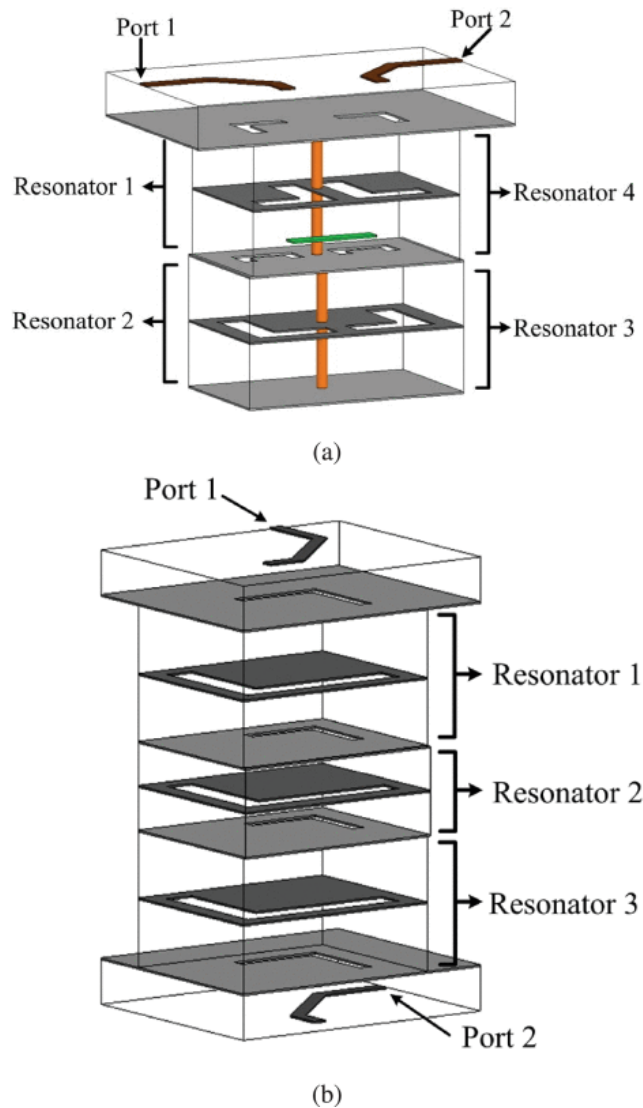 Port 1
Port 2
Resonator 1
Resonator 4
Resonator 2
Resonator 3
(a)
Port 1
Resonator 1
Resonator 2
Resonator 3
Port 2
(b)